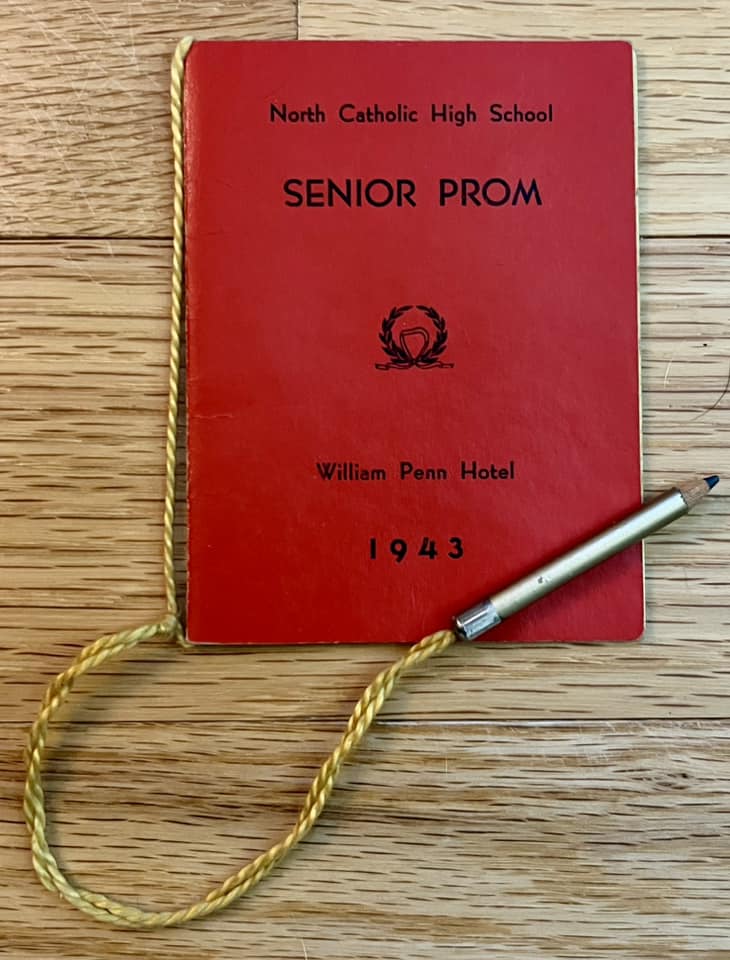 North Catholic High School
SENIOR PROM
William Penn Hotel
1943